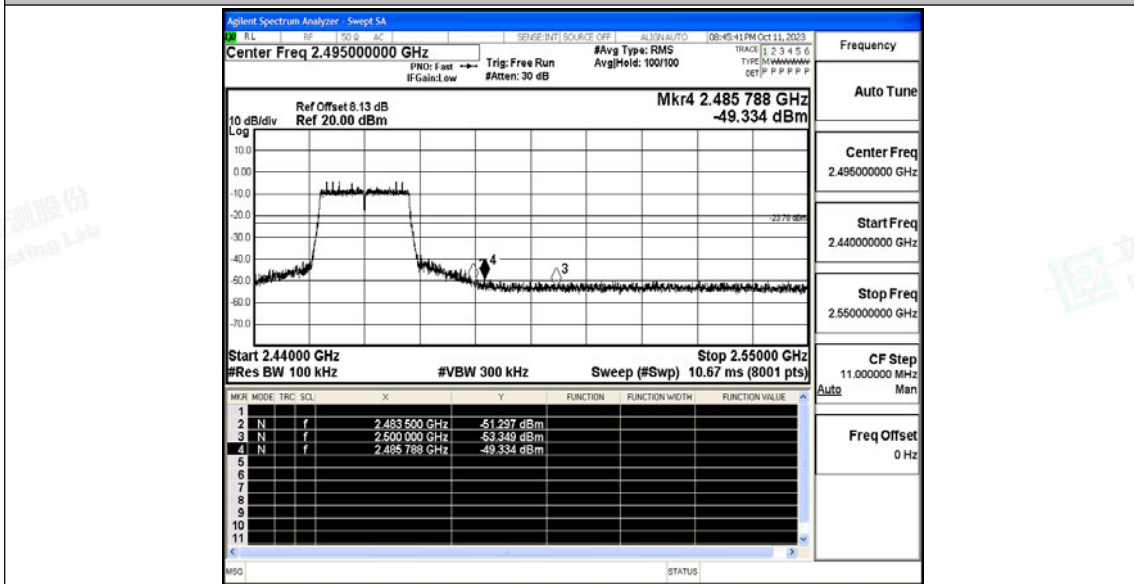 Agilent Spectrum Analyzer - Swept SA
RL RF 50 Ω AC SENSE:INT SOURCE OFF ALIGNAUTO 08:45:41 PM Oct 11, 2023
Center Freq 2.495000000 GHz
PNO: Fast
IFGain:Low
Trig: Free Run
#Atten: 30 dB
#Avg Type: RMS
Avg|Hold: 100/100
TRACE 1 2 3 4 5 6
TYPE M WWWWW
DET P P P P P P
Ref Offset 8.13 dB
Ref 20.00 dBm
10 dB/div
Log
Mkr4 2.485 788 GHz
-49.334 dBm
10.0
0.00
-10.0
-20.0
-30.0
-40.0
-50.0
-60.0
-70.0
-23.70 dBm
4
3
Start 2.44000 GHz
#Res BW 100 kHz
#VBW 300 kHz
Stop 2.55000 GHz
Sweep (#Swp) 10.67 ms (8001 pts)
MKR MODE TRC SCL X Y FUNCTION FUNCTION WIDTH FUNCTION VALUE
1
2 N f 2.483 500 GHz -51.297 dBm
3 N f 2.500 000 GHz -53.349 dBm
4 N f 2.485 788 GHz -49.334 dBm
5
6
7
8
9
10
11
MSG
STATUS
Frequency
Auto Tune
Center Freq
2.495000000 GHz
Start Freq
2.440000000 GHz
Stop Freq
2.550000000 GHz
CF Step
11.000000 MHz
Auto Man
Freq Offset
0 Hz
测股份
Lab
立